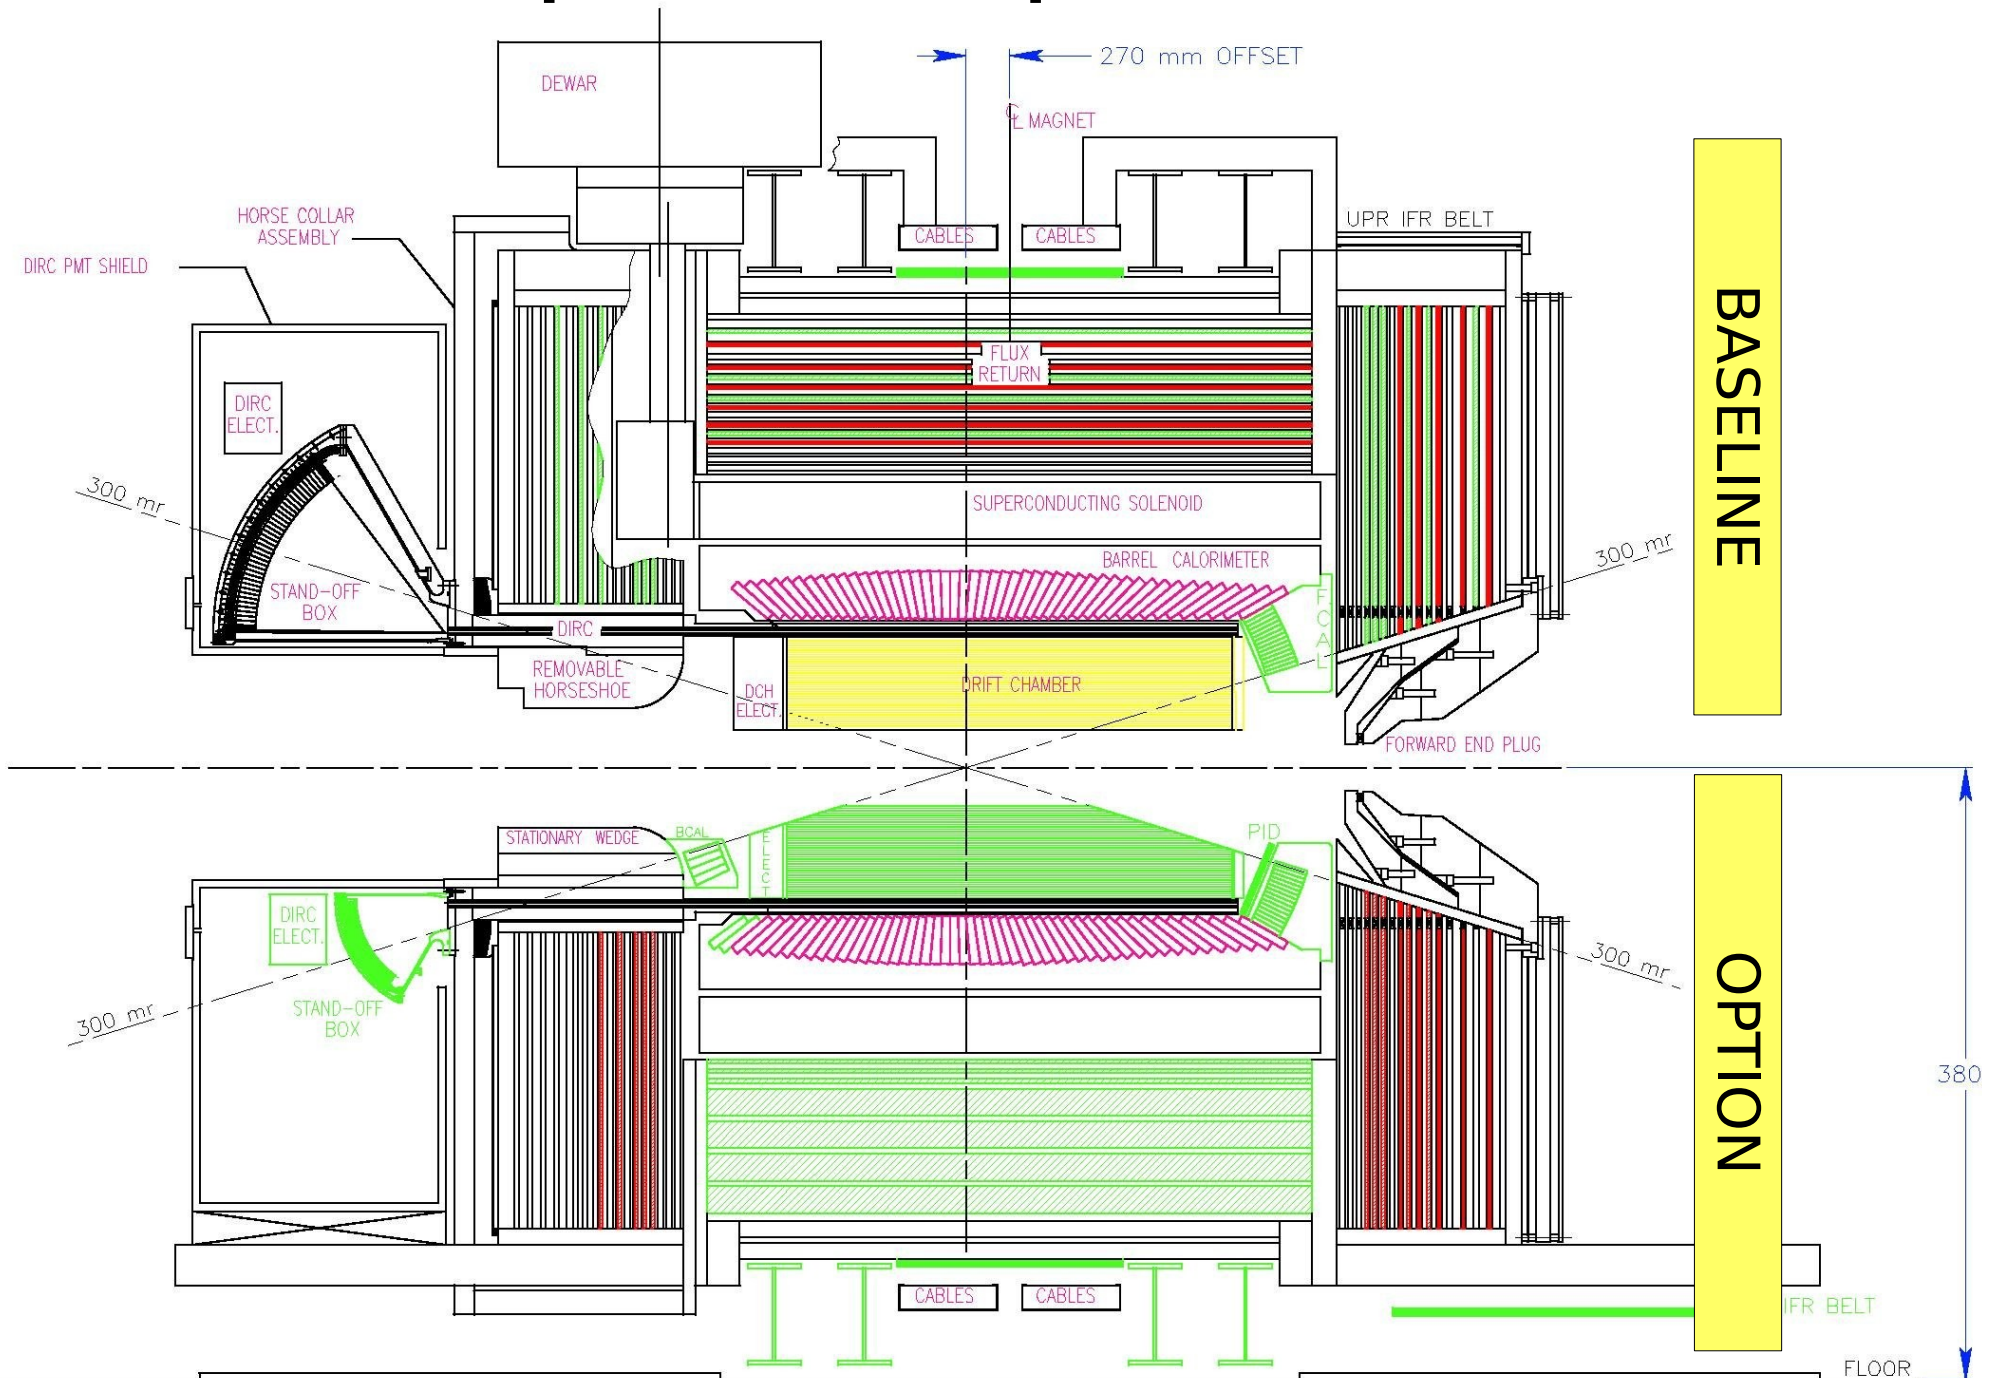 270 mm OFFSET
DEWAR
℄ MAGNET
HORSE COLLAR
ASSEMBLY
UPR IFR BELT
CABLES
CABLES
DIRC PMT SHIELD
BASELINE
FLUX
RETURN
DIRC
ELECT.
300 mr
SUPERCONDUCTING SOLENOID
300 mr
BARREL CALORIMETER
STAND-OFF
BOX
FCAL
DIRC
REMOVABLE
HORSESHOE
DCH
ELECT.
DRIFT CHAMBER
FORWARD END PLUG
STATIONARY WEDGE
BCAL
ELECT
PID
DIRC
ELECT.
300 mr
STAND-OFF
BOX
300 mr
OPTION
380
CABLES
CABLES
IFR BELT
FLOOR